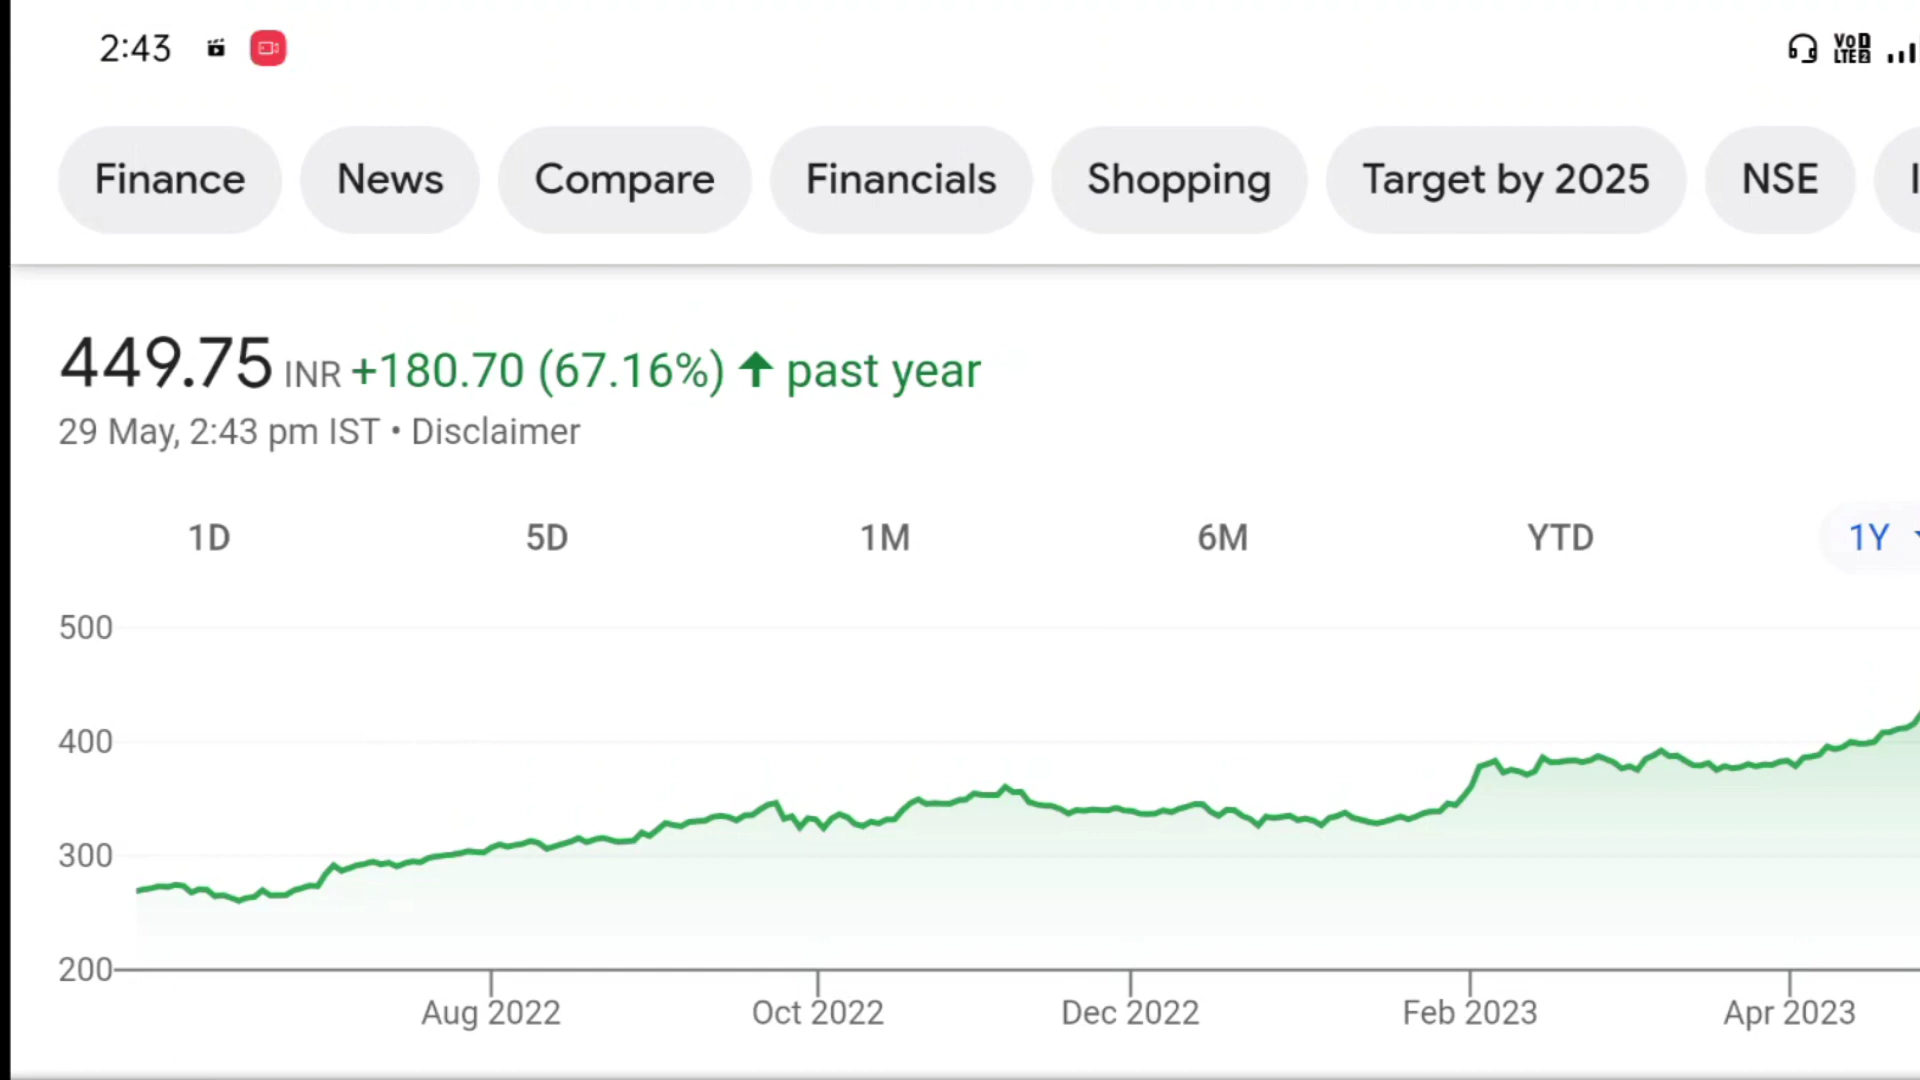 2:43 VoD LTE2
Finance News Compare Financials Shopping Target by 2025 NSE
449.75 INR +180.70 (67.16%) ↑ past year
29 May, 2:43 pm IST • Disclaimer
1D 5D 1M 6M YTD 1Y
500
400
300
200
Aug 2022 Oct 2022 Dec 2022 Feb 2023 Apr 2023